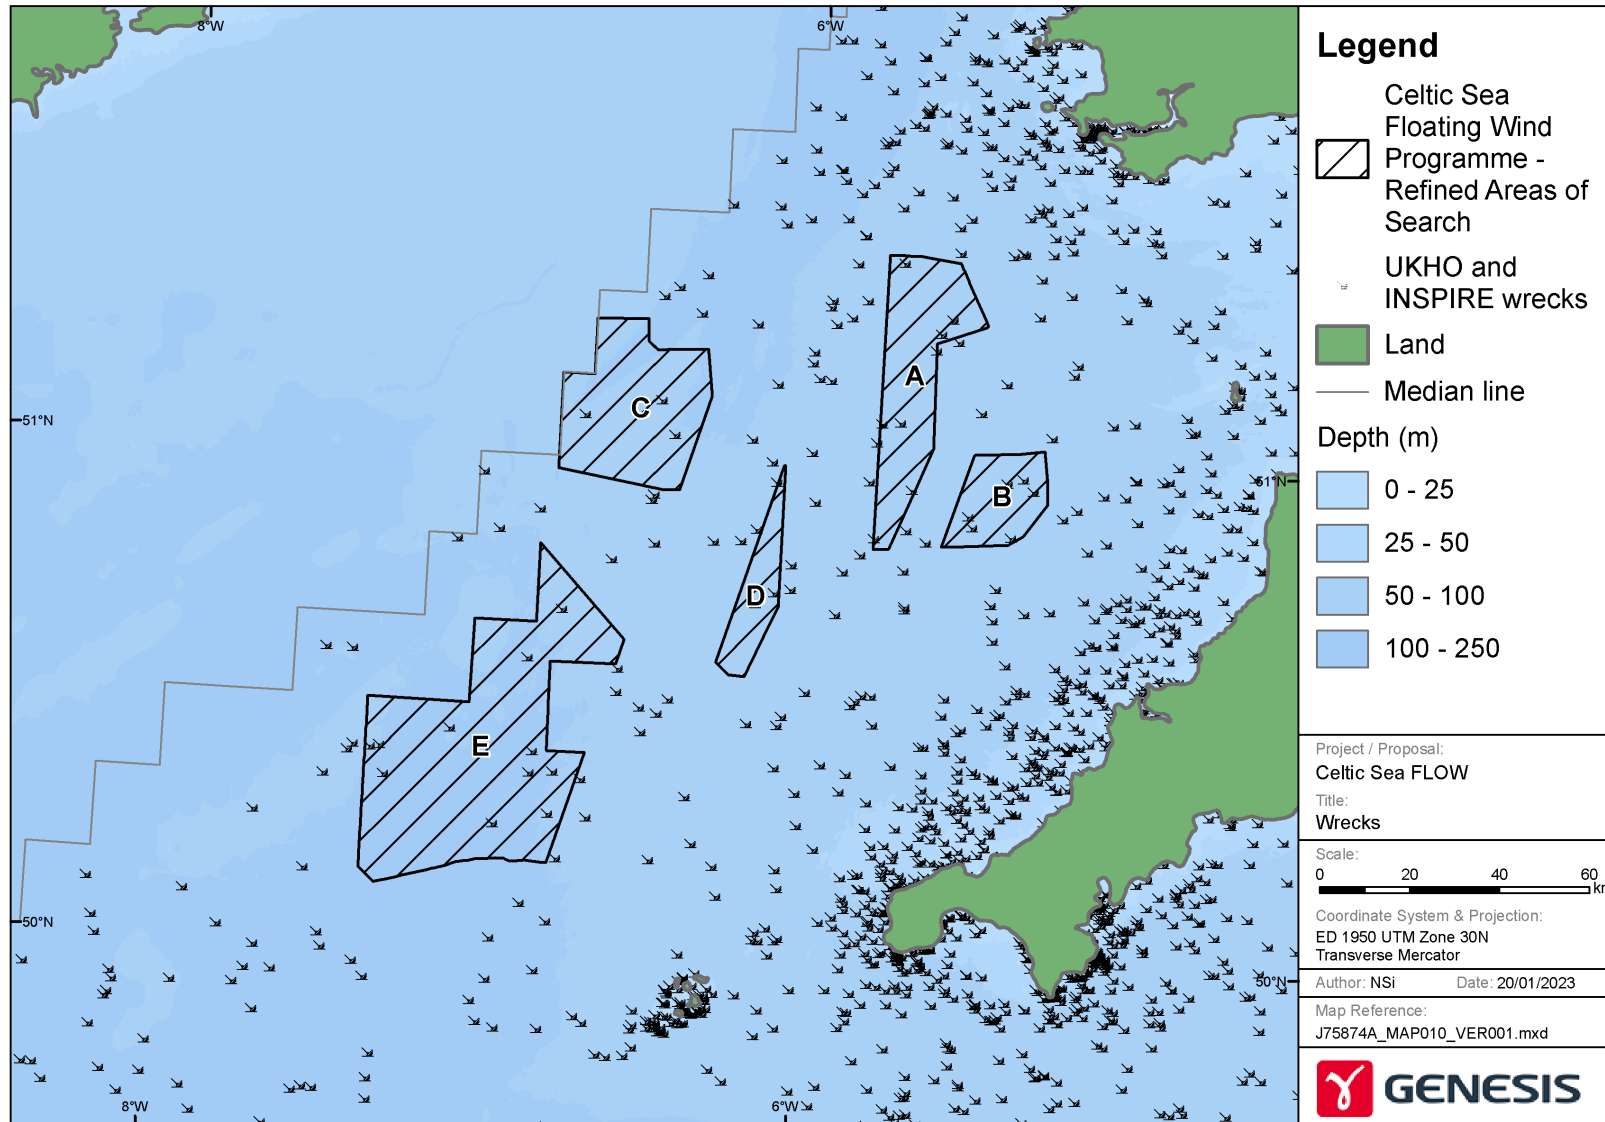 8°W
6°W
51°N
51°N
50°N
50°N
8°W
6°W
A
B
C
D
E
Legend
Celtic Sea
Floating Wind
Programme -
Refined Areas of
Search
UKHO and
INSPIRE wrecks
Land
Median line
Depth (m)
0 - 25
25 - 50
50 - 100
100 - 250
Project / Proposal:
Celtic Sea FLOW
Title:
Wrecks
Scale:
0 20 40 60
km
Coordinate System & Projection:
ED 1950 UTM Zone 30N
Transverse Mercator
Author: NSi Date: 20/01/2023
Map Reference:
J75874A_MAP010_VER001.mxd
GENESIS